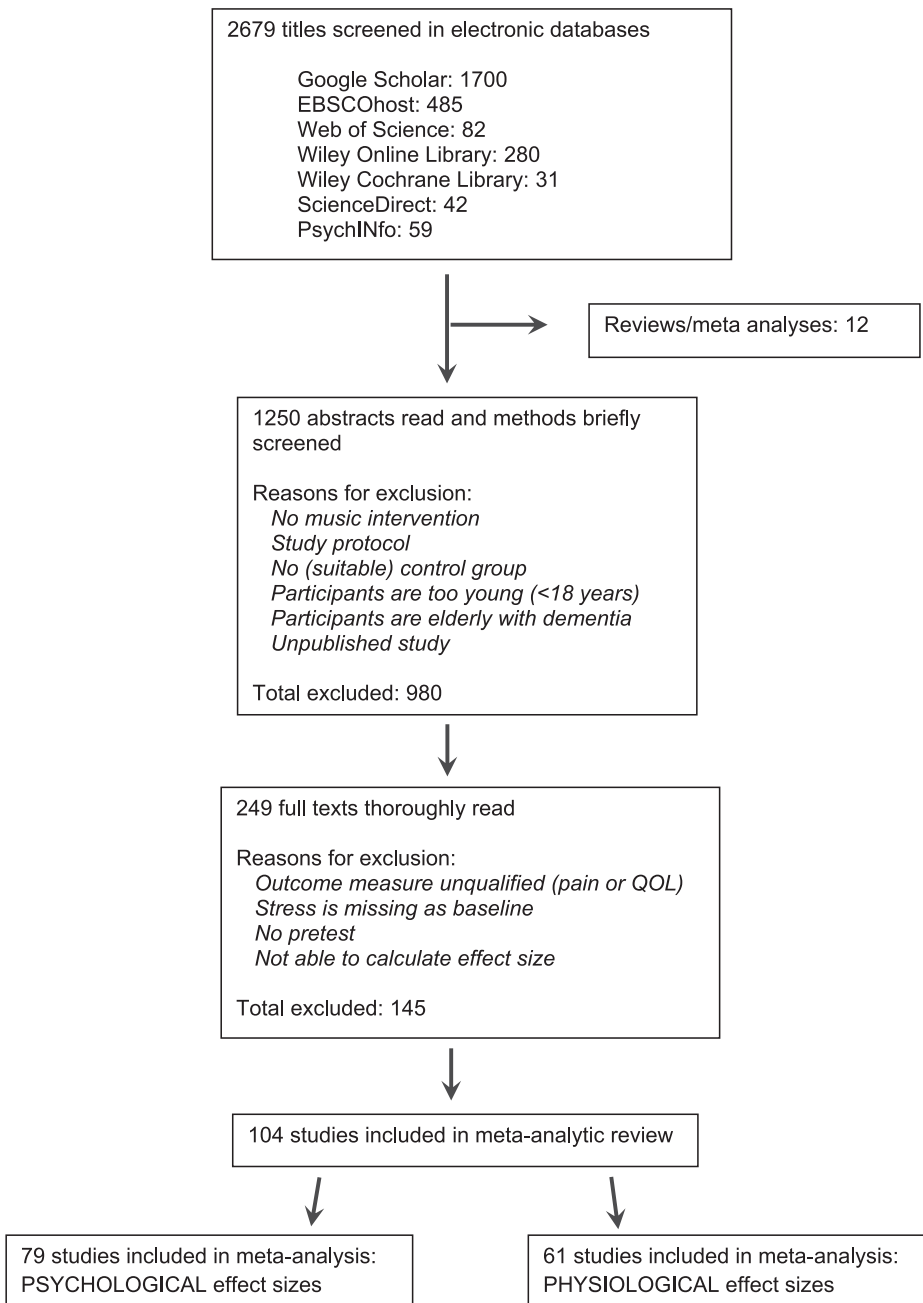 2679 titles screened in electronic databases
Google Scholar: 1700
EBSCOhost: 485
Web of Science: 82
Wiley Online Library: 280
Wiley Cochrane Library: 31
ScienceDirect: 42
PsychINfo: 59
Reviews/meta analyses: 12
1250 abstracts read and methods briefly
screened
Reasons for exclusion:
No music intervention
Study protocol
No (suitable) control group
Participants are too young (<18 years)
Participants are elderly with dementia
Unpublished study
Total excluded: 980
249 full texts thoroughly read
Reasons for exclusion:
Outcome measure unqualified (pain or QOL)
Stress is missing as baseline
No pretest
Not able to calculate effect size
Total excluded: 145
104 studies included in meta-analytic review
79 studies included in meta-analysis:
PSYCHOLOGICAL effect sizes
61 studies included in meta-analysis:
PHYSIOLOGICAL effect sizes